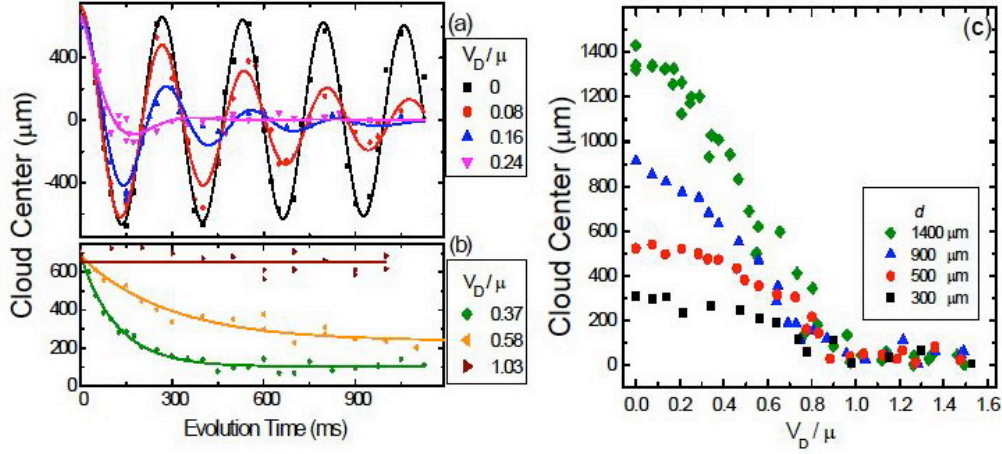 (a)
V_D / μ
0
0.08
0.16
0.24
600
0
-600
Cloud Center (μm)
(b)
V_D / μ
0.37
0.58
1.03
600
400
200
0
0
300
600
900
Evolution Time (ms)
(c)
1400
1200
1000
800
600
400
200
0
Cloud Center (μm)
d
1400 μm
900 μm
500 μm
300 μm
0.0 0.2 0.4 0.6 0.8 1.0 1.2 1.4 1.6
V_D / μ